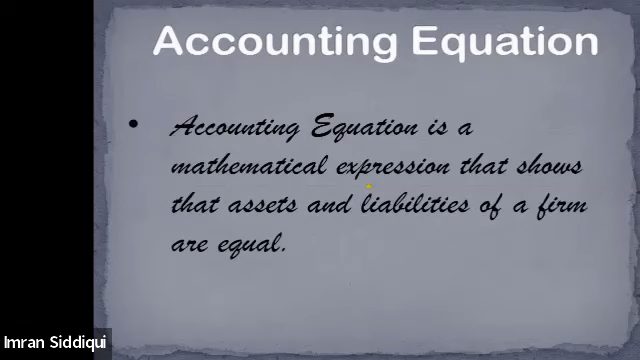 Accounting Equation
• Accounting Equation is a
mathematical expression that shows
that assets and liabilities of a firm
are equal.
Imran Siddiqui